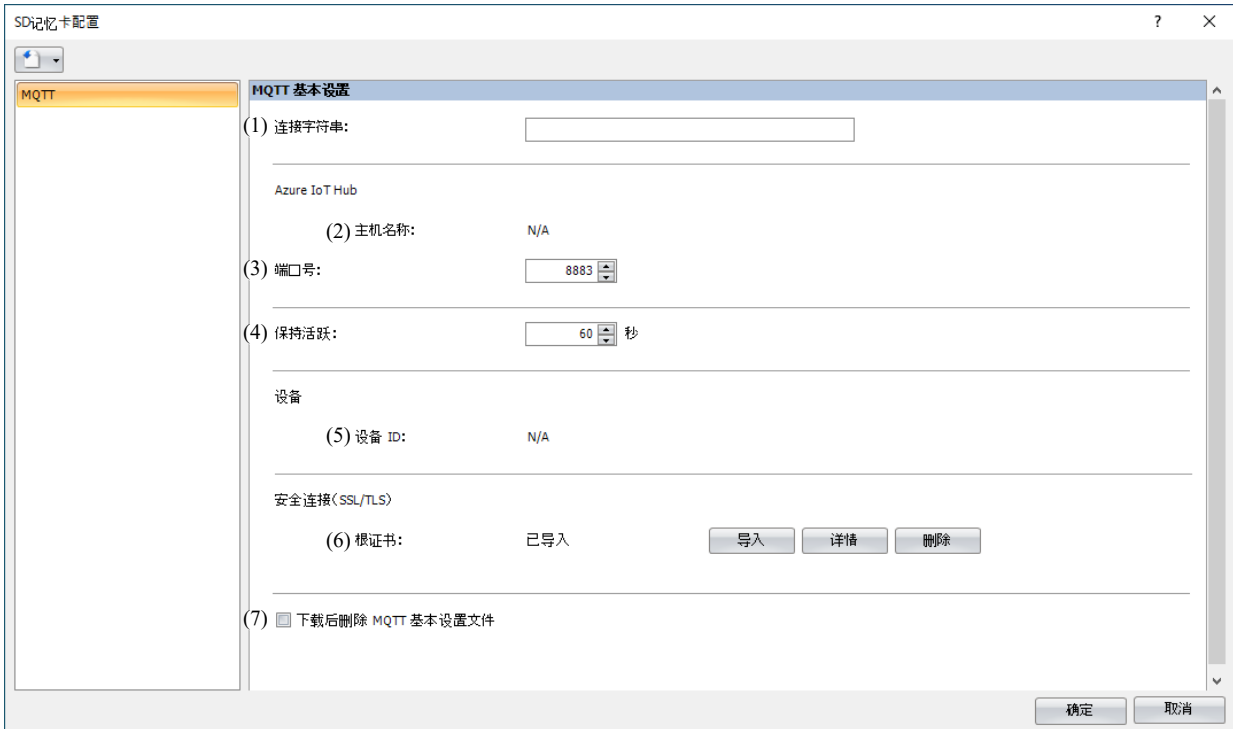 SD记忆卡配置
MQTT
MQTT 基本设置
(1) 连接字符串:
Azure IoT Hub
(2) 主机名称: N/A
(3) 端口号: 8883
(4) 保持活跃: 60 秒
设备
(5) 设备 ID: N/A
安全连接(SSL/TLS)
(6) 根证书: 已导入 导入 详情 删除
(7) 下载后删除 MQTT 基本设置文件
确定 取消